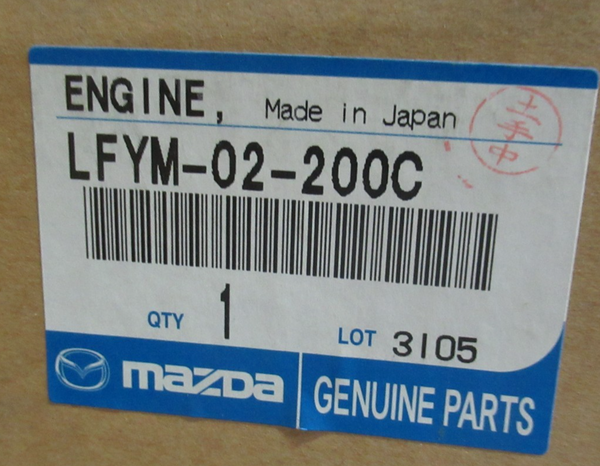 ENGINE, Made in Japan
LFYM-02-200C
QTY 1
LOT 3105
mazda
GENUINE PARTS